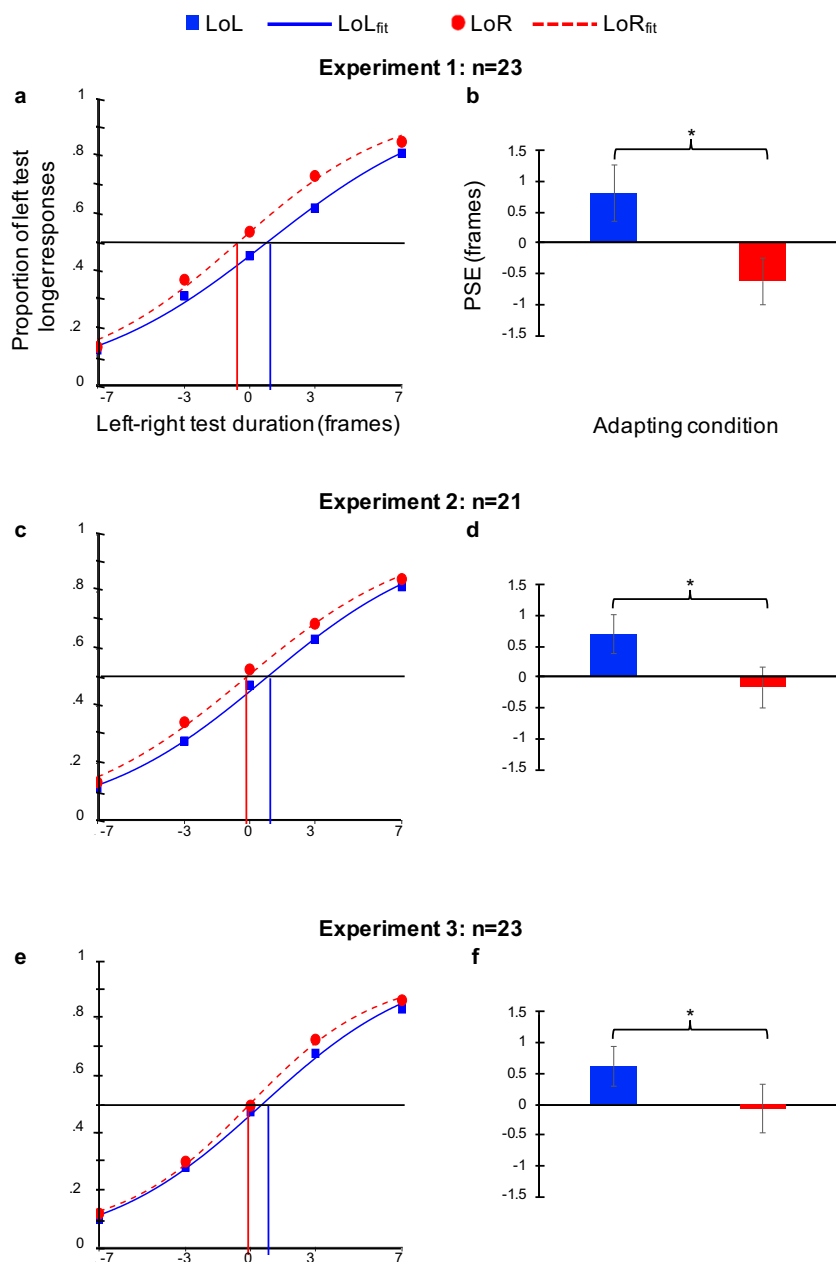 LoL LoLfit LoR LoRfit
Experiment 1: n=23
a b
1
.8
.6
.4
.2
0
-7 -3 0 3 7
Proportion of left test
longerresponses
Left-right test duration (frames)
*
1.5
1
0.5
0
-0.5
-1
-1.5
PSE (frames)
Adapting condition
Experiment 2: n=21
c d
1
.8
.6
.4
.2
0
-7 -3 0 3 7
*
1.5
1
0.5
0
-0.5
-1
-1.5
Experiment 3: n=23
e f
1
.8
.6
.4
.2
0
-7 -3 0 3 7
*
1.5
1
0.5
0
-0.5
-1
-1.5